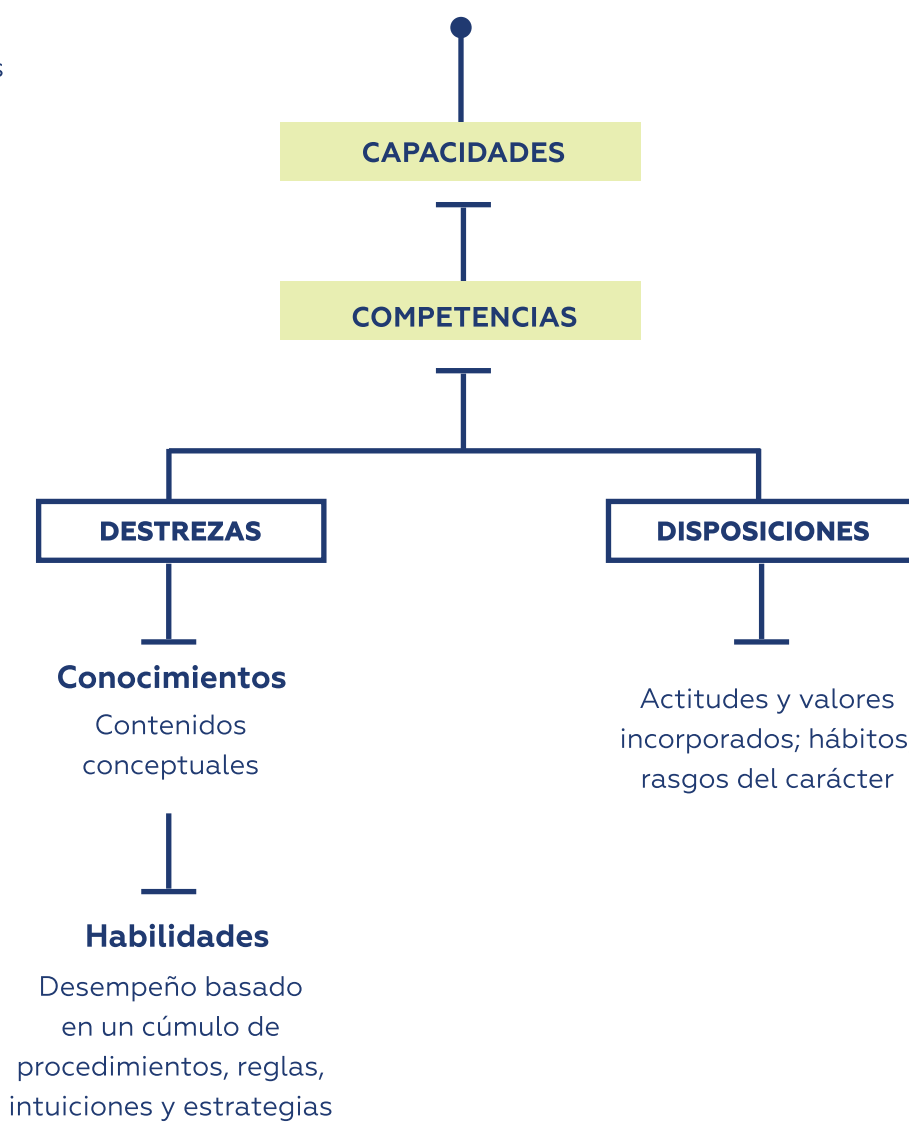 s
CAPACIDADES
COMPETENCIAS
DESTREZAS
DISPOSICIONES
Conocimientos
Contenidos
conceptuales
Actitudes y valores
incorporados; hábitos
rasgos del carácter
Habilidades
Desempeño basado
en un cúmulo de
procedimientos, reglas,
intuiciones y estrategias